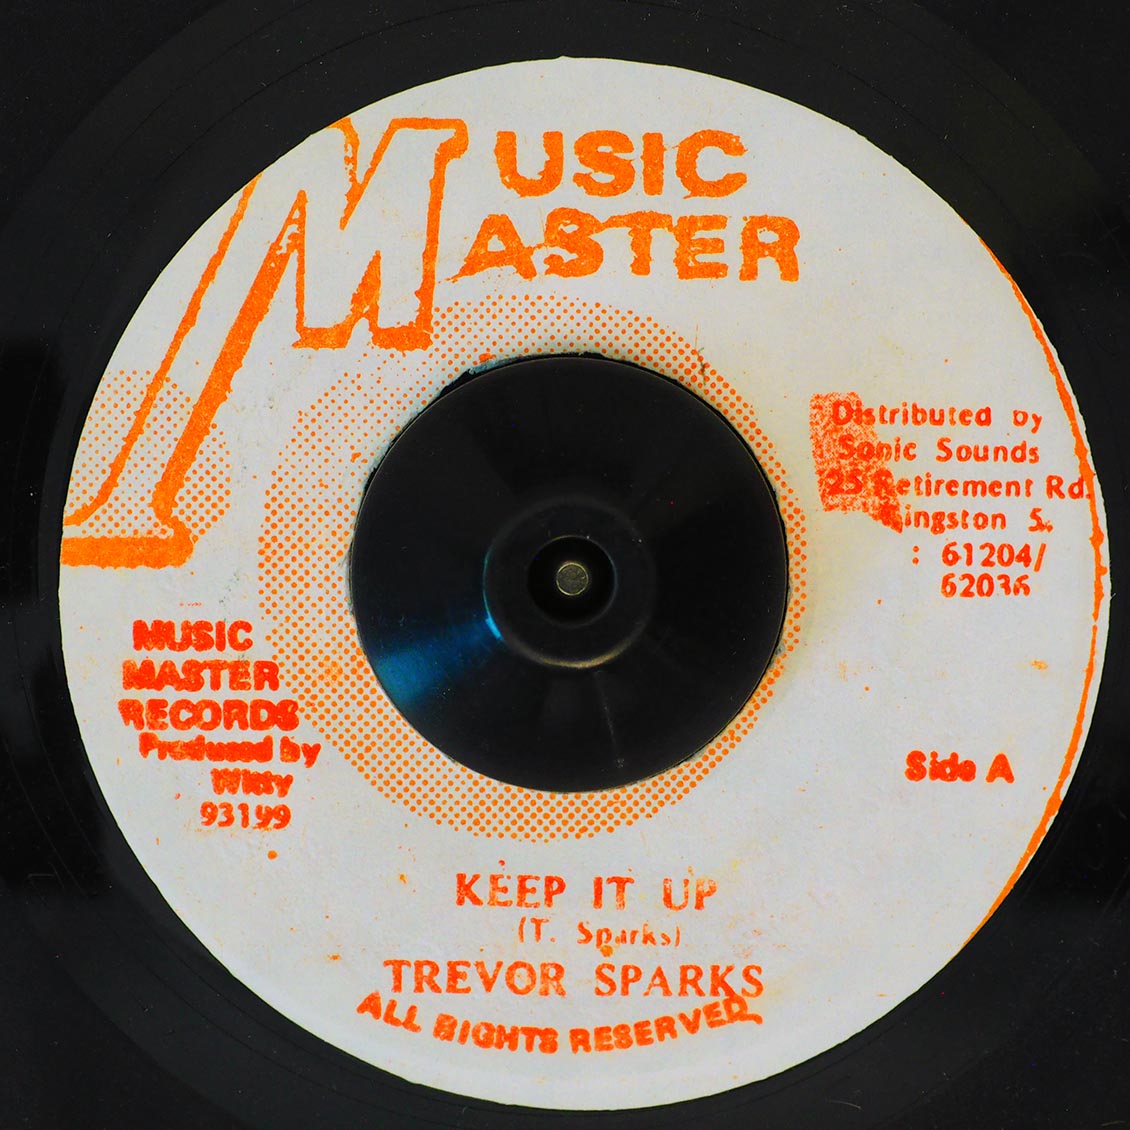 MUSIC
MASTER
Distributed by
Sonic Sounds
25 Retirement Rd.
Kingston 5.
: 61204/
62036
MUSIC
MASTER
RECORDS
Produced by
Witty
93199
Side A
KEEP IT UP
(T. Sparks)
TREVOR SPARKS
ALL RIGHTS RESERVED